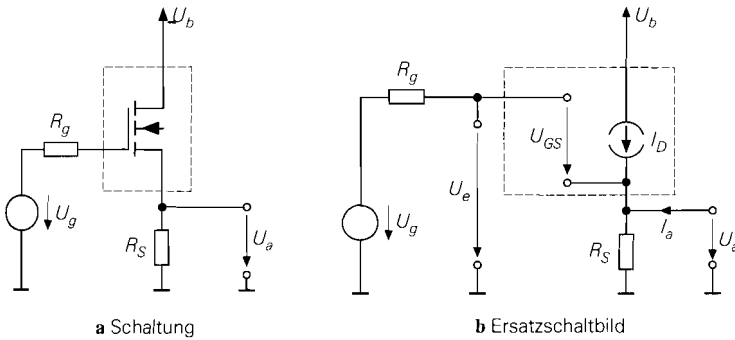 U_b
R_g
U_g
R_S
U_a
a Schaltung
U_b
R_g
U_GS
I_D
U_e
U_g
I_a
R_S
U_a
b Ersatzschaltbild